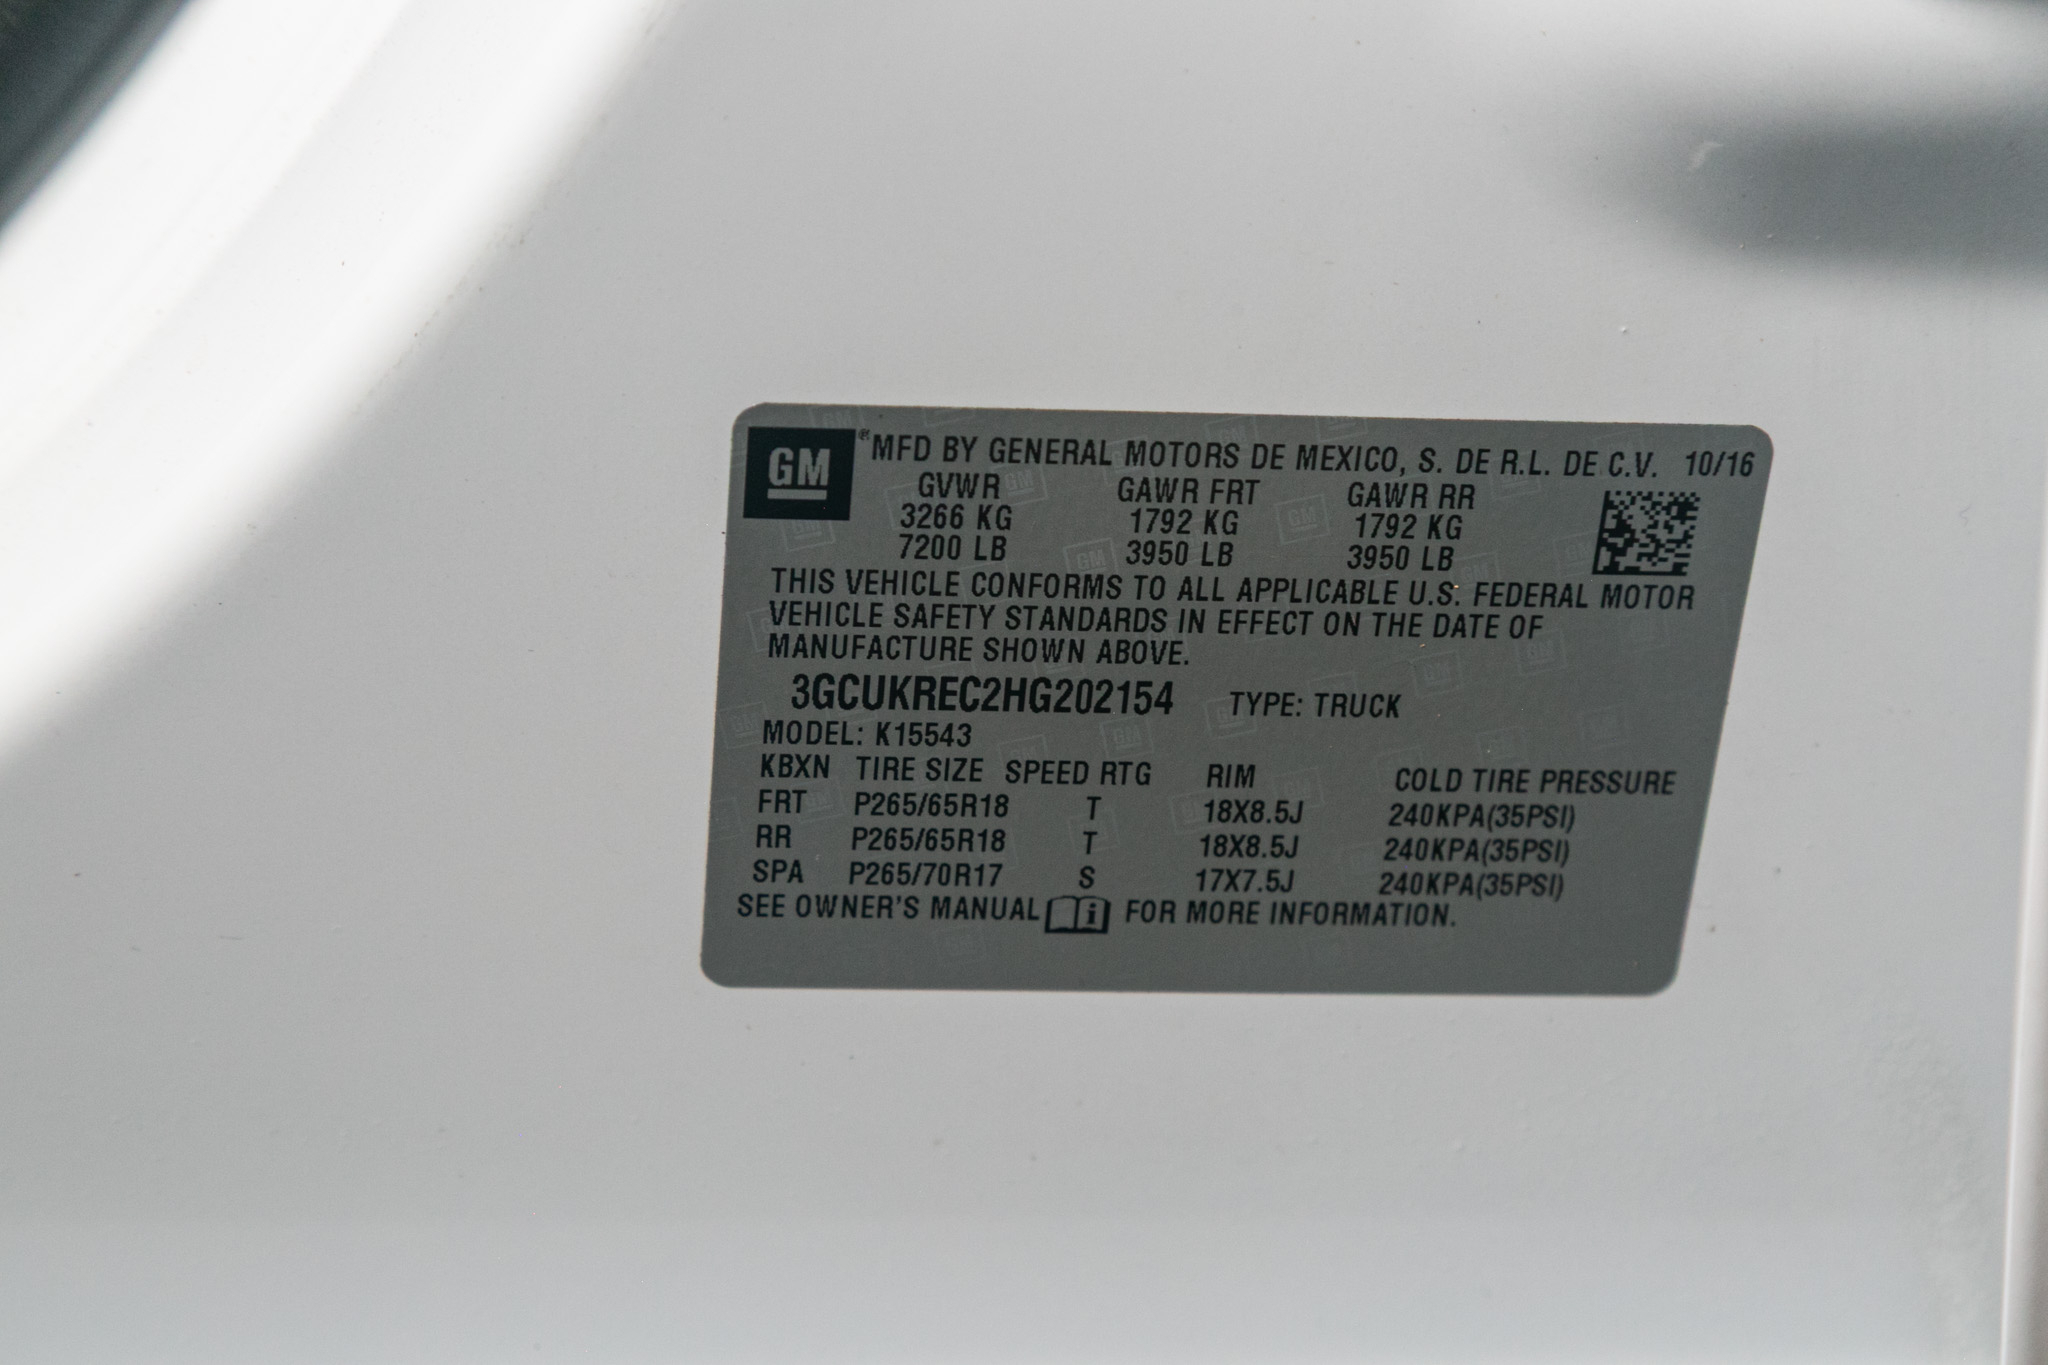 GM ® MFD BY GENERAL MOTORS DE MEXICO, S. DE R.L. DE C.V. 10/16
GVWR GAWR FRT GAWR RR
3266 KG 1792 KG 1792 KG
7200 LB 3950 LB 3950 LB
THIS VEHICLE CONFORMS TO ALL APPLICABLE U.S. FEDERAL MOTOR
VEHICLE SAFETY STANDARDS IN EFFECT ON THE DATE OF
MANUFACTURE SHOWN ABOVE.
3GCUKREC2HG202154 TYPE: TRUCK
MODEL: K15543
KBXN TIRE SIZE SPEED RTG RIM COLD TIRE PRESSURE
FRT P265/65R18 T 18X8.5J 240KPA(35PSI)
RR P265/65R18 T 18X8.5J 240KPA(35PSI)
SPA P265/70R17 S 17X7.5J 240KPA(35PSI)
SEE OWNER'S MANUAL i FOR MORE INFORMATION.